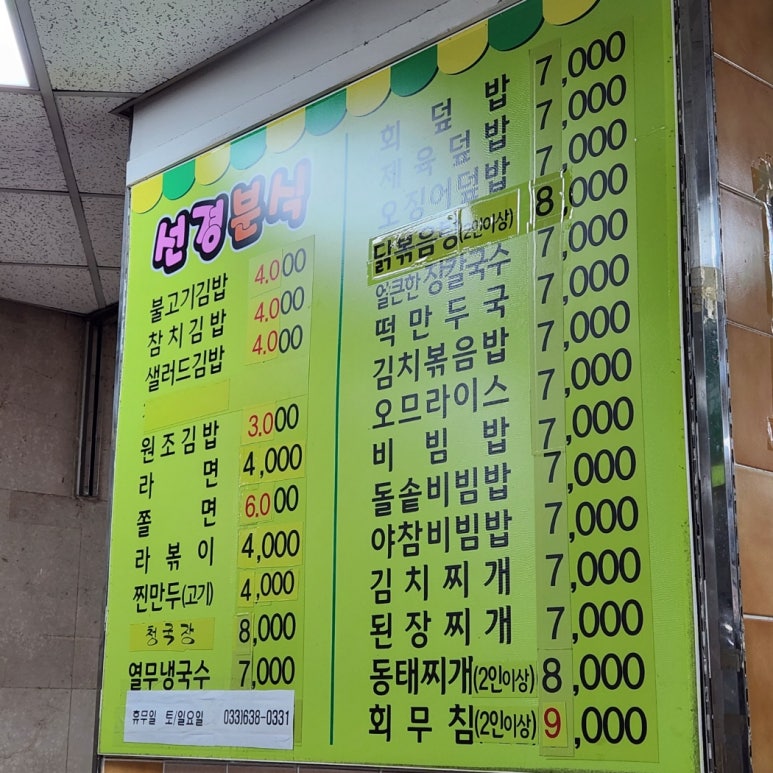 선경분식
불고기김밥 4.000
참치김밥 4.000
샐러드김밥 4.000
원조김밥 3.000
라면 4,000
쫄면 6.000
라볶이 4,000
찐만두(고기) 4,000
청국장 8,000
열무냉국수 7,000
휴무일 토/일요일 033)638-0331
회덮밥 7,000
제육덮밥 7,000
오징어덮밥 7,000
닭볶음탕(2인이상) 8,000
얼큰한장칼국수 7,000
떡만두국 7,000
김치볶음밥 7,000
오므라이스 7,000
비빔밥 7,000
돌솥비빔밥 7,000
야참비빔밥 7,000
김치찌개 7,000
된장찌개 7,000
동태찌개(2인이상) 8,000
회무침(2인이상) 9,000